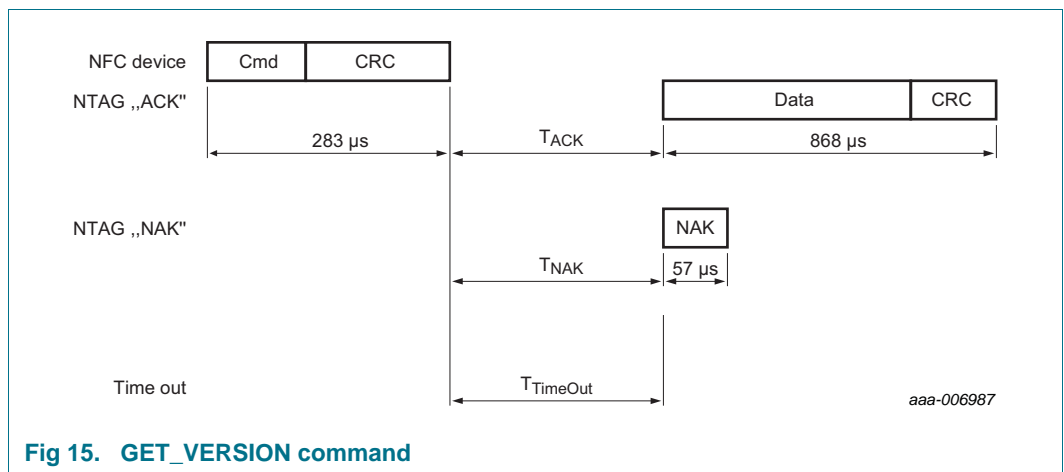 NFC device Cmd CRC
NTAG ,,ACK" Data CRC
283 µs TACK 868 µs
NTAG ,,NAK" NAK
TNAK 57 µs
Time out TTimeOut
aaa-006987
Fig 15. GET_VERSION command